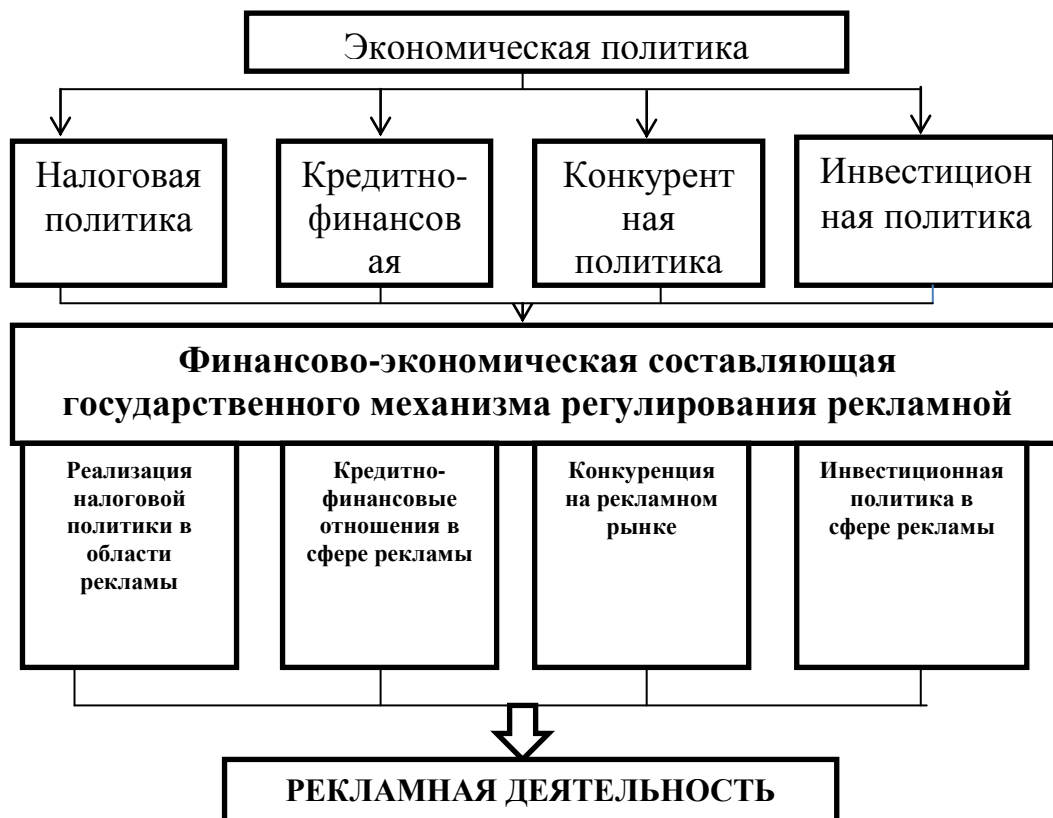 Экономическая политика
Налоговая
политика
Кредитно-
финансов
ая
Конкурент
ная
политика
Инвестицион
ная политика
Финансово-экономическая составляющая
государственного механизма регулирования рекламной
Реализация
налоговой
политики в
области
рекламы
Кредитно-
финансовые
отношения в
сфере рекламы
Конкуренция
на рекламном
рынке
Инвестиционная
политика в
сфере рекламы
РЕКЛАМНАЯ ДЕЯТЕЛЬНОСТЬ